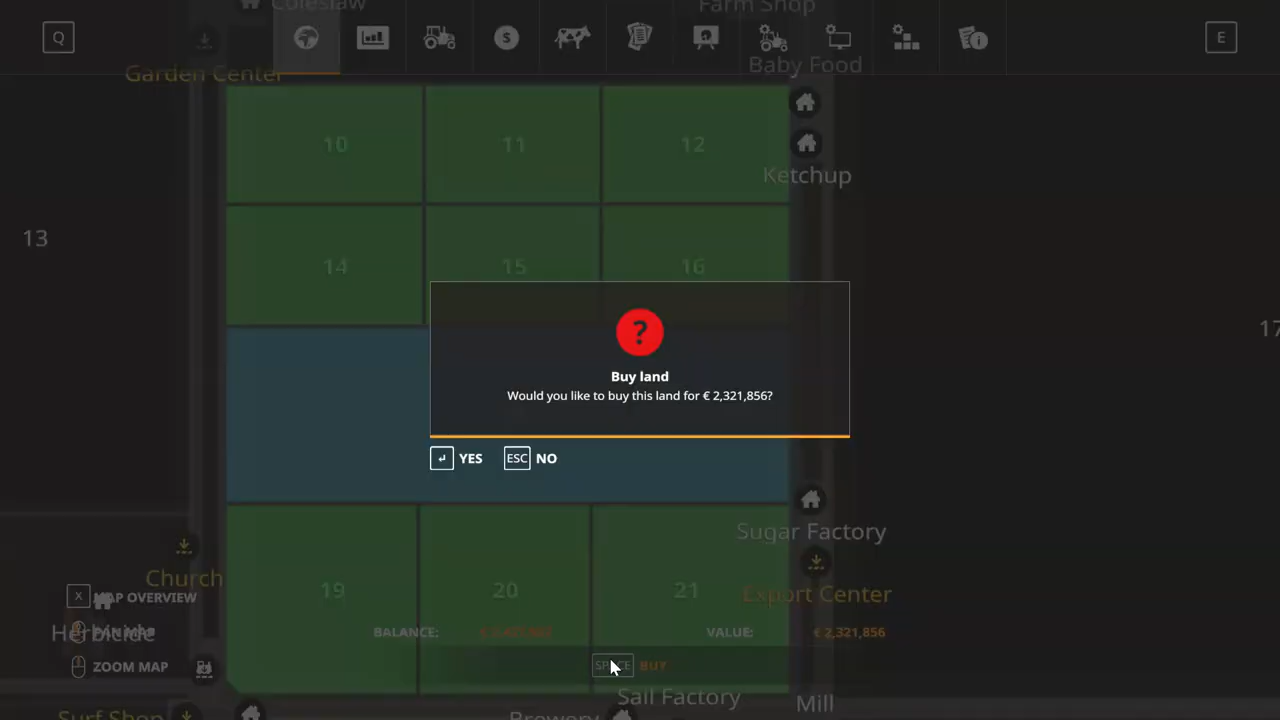 Coleslaw
Farm Shop
Q
E
Garden Center
Baby Food
10
11
12
Ketchup
13
14
15
16
17
?
Buy land
Would you like to buy this land for € 2,321,856?
YES
ESC NO
Sugar Factory
Church
19
20
21
Export Center
X MAP OVERVIEW
Herbicide
BALANCE:
VALUE:
€ 2,321,856
ZOOM MAP
SPACE BUY
Sail Factory
Mill
Surf Shop
Brewery